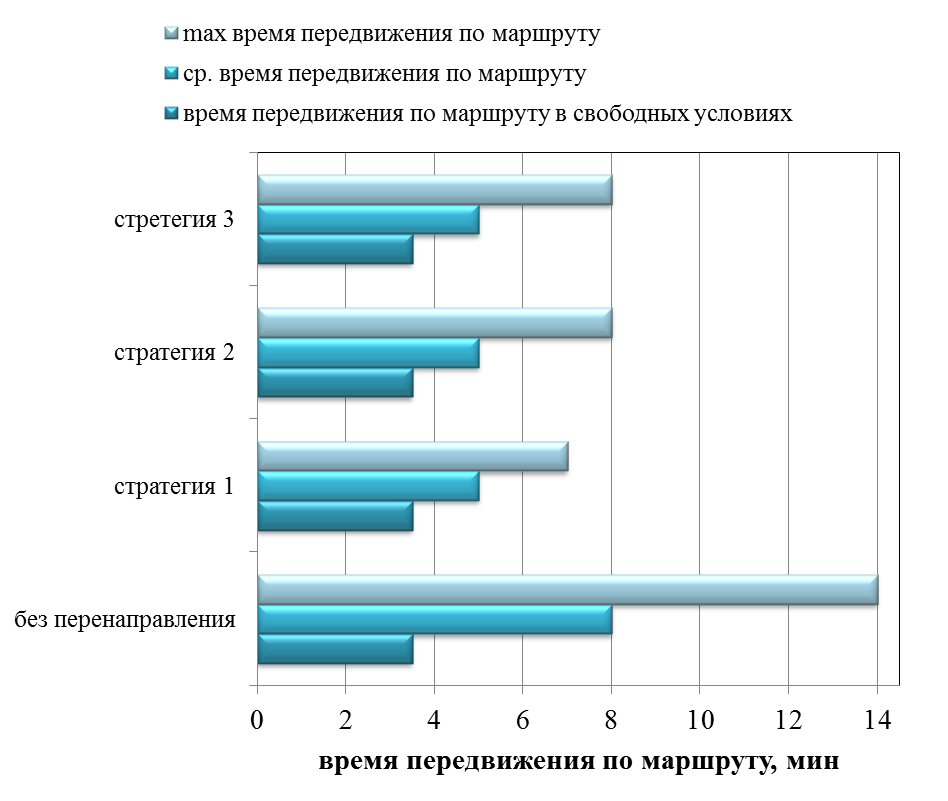 max время передвижения по маршруту
ср. время передвижения по маршруту
время передвижения по маршруту в свободных условиях
стретегия 3
стратегия 2
стратегия 1
без перенаправления
0 2 4 6 8 10 12 14
время передвижения по маршруту, мин